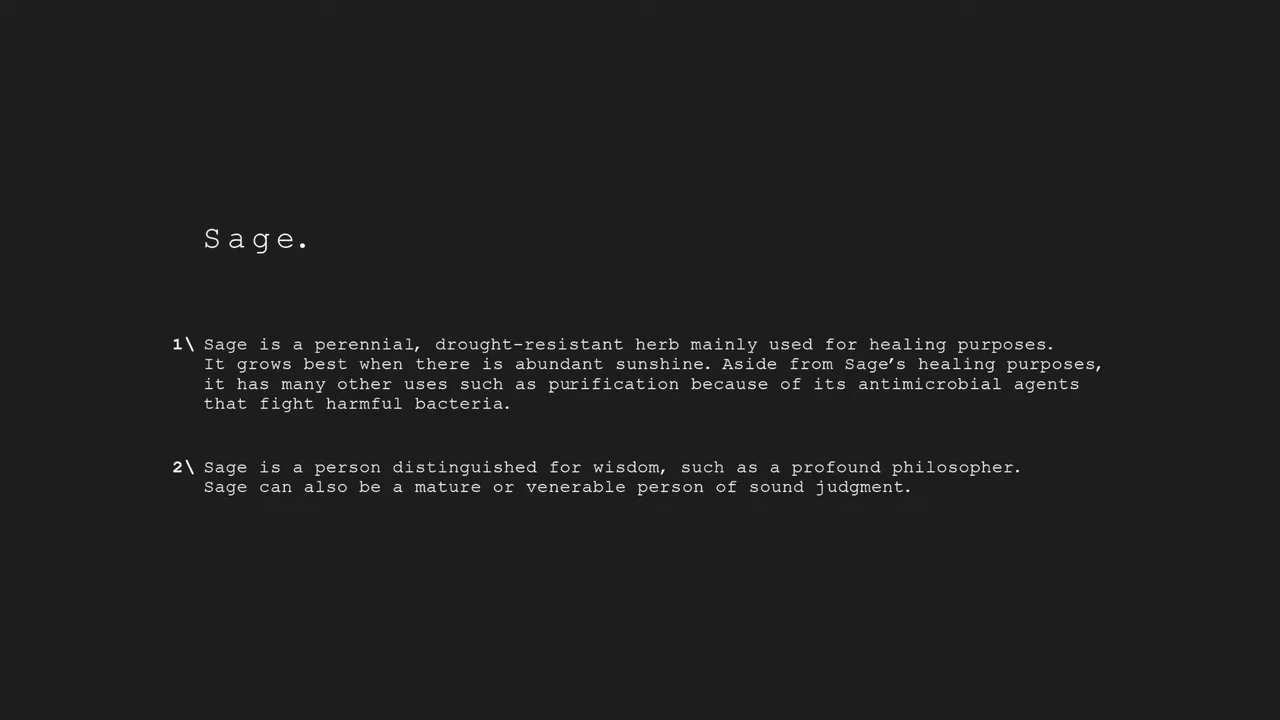 Sage.
1\ Sage is a perennial, drought-resistant herb mainly used for healing purposes.
It grows best when there is abundant sunshine. Aside from Sage’s healing purposes,
it has many other uses such as purification because of its antimicrobial agents
that fight harmful bacteria.
2\ Sage is a person distinguished for wisdom, such as a profound philosopher.
Sage can also be a mature or venerable person of sound judgment.